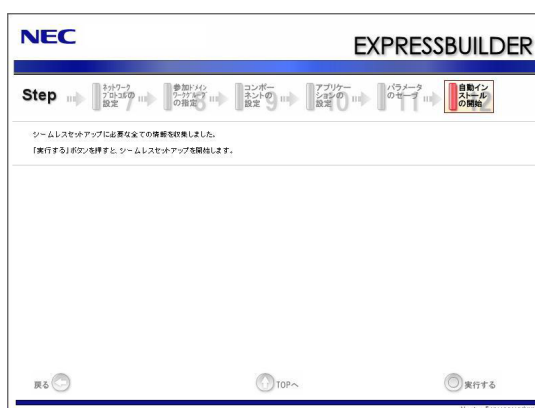 NEC
EXPRESSBUILDER
Step
ネットワーク
プロトコルの
設定
7
参加ドメイン
ワークグループ
の指定
8
コンポー
ネントの
設定
9
アプリケー
ションの
設定
10
パラメータ
のセーブ
11
自動イン
ストール
の開始
12
シームレスセットアップに必要な全ての情報を収集しました。
「実行する」ボタンを押すと、シームレスセットアップを開始します。
戻る
TOPへ
実行する